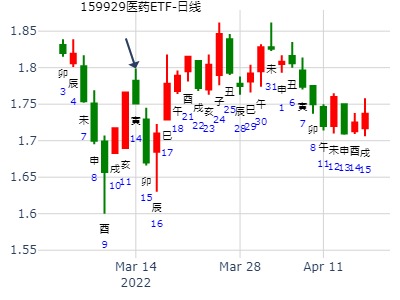 159929医药ETF-日线
1.85
1.8
1.75
1.7
1.65
1.6
1.55
卯
3
辰
4
未
7
申
8
酉
9
戌
10
亥
11
寅
14
卯
15
辰
16
巳
17
午
18
酉
21
戌
22
亥
23
子
24
丑
25
辰
28
巳
29
午
30
未
31
申
1
丑
6
寅
7
卯
8
午
11
未
12
申
13
酉
14
戌
15
Mar 14
2022
Mar 28
Apr 11